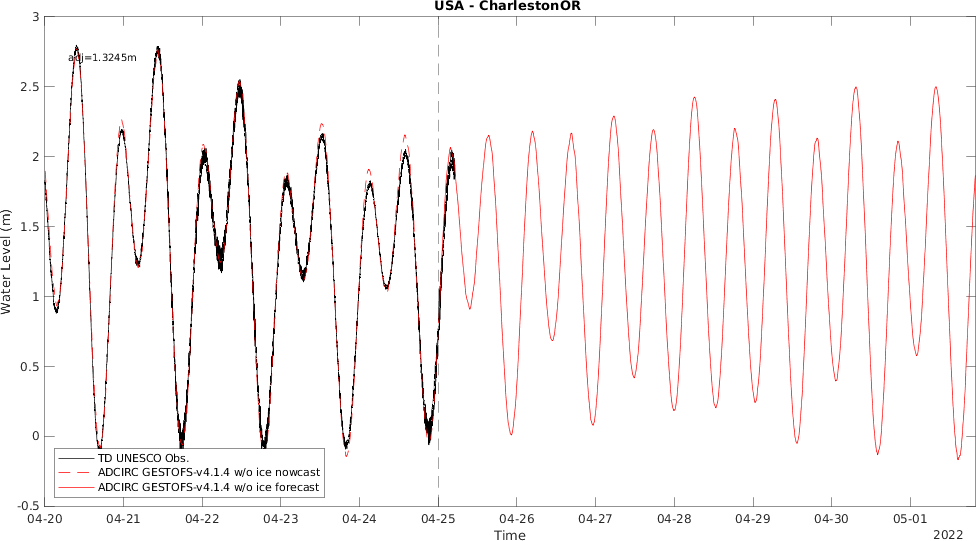 USA - CharlestonOR
3
2.5
2
1.5
1
0.5
0
-0.5
adj=1.3245m
Water Level (m)
TD UNESCO Obs.
ADCIRC GESTOFS-v4.1.4 w/o ice nowcast
ADCIRC GESTOFS-v4.1.4 w/o ice forecast
04-20 04-21 04-22 04-23 04-24 04-25 04-26 04-27 04-28 04-29 04-30 05-01
Time
2022